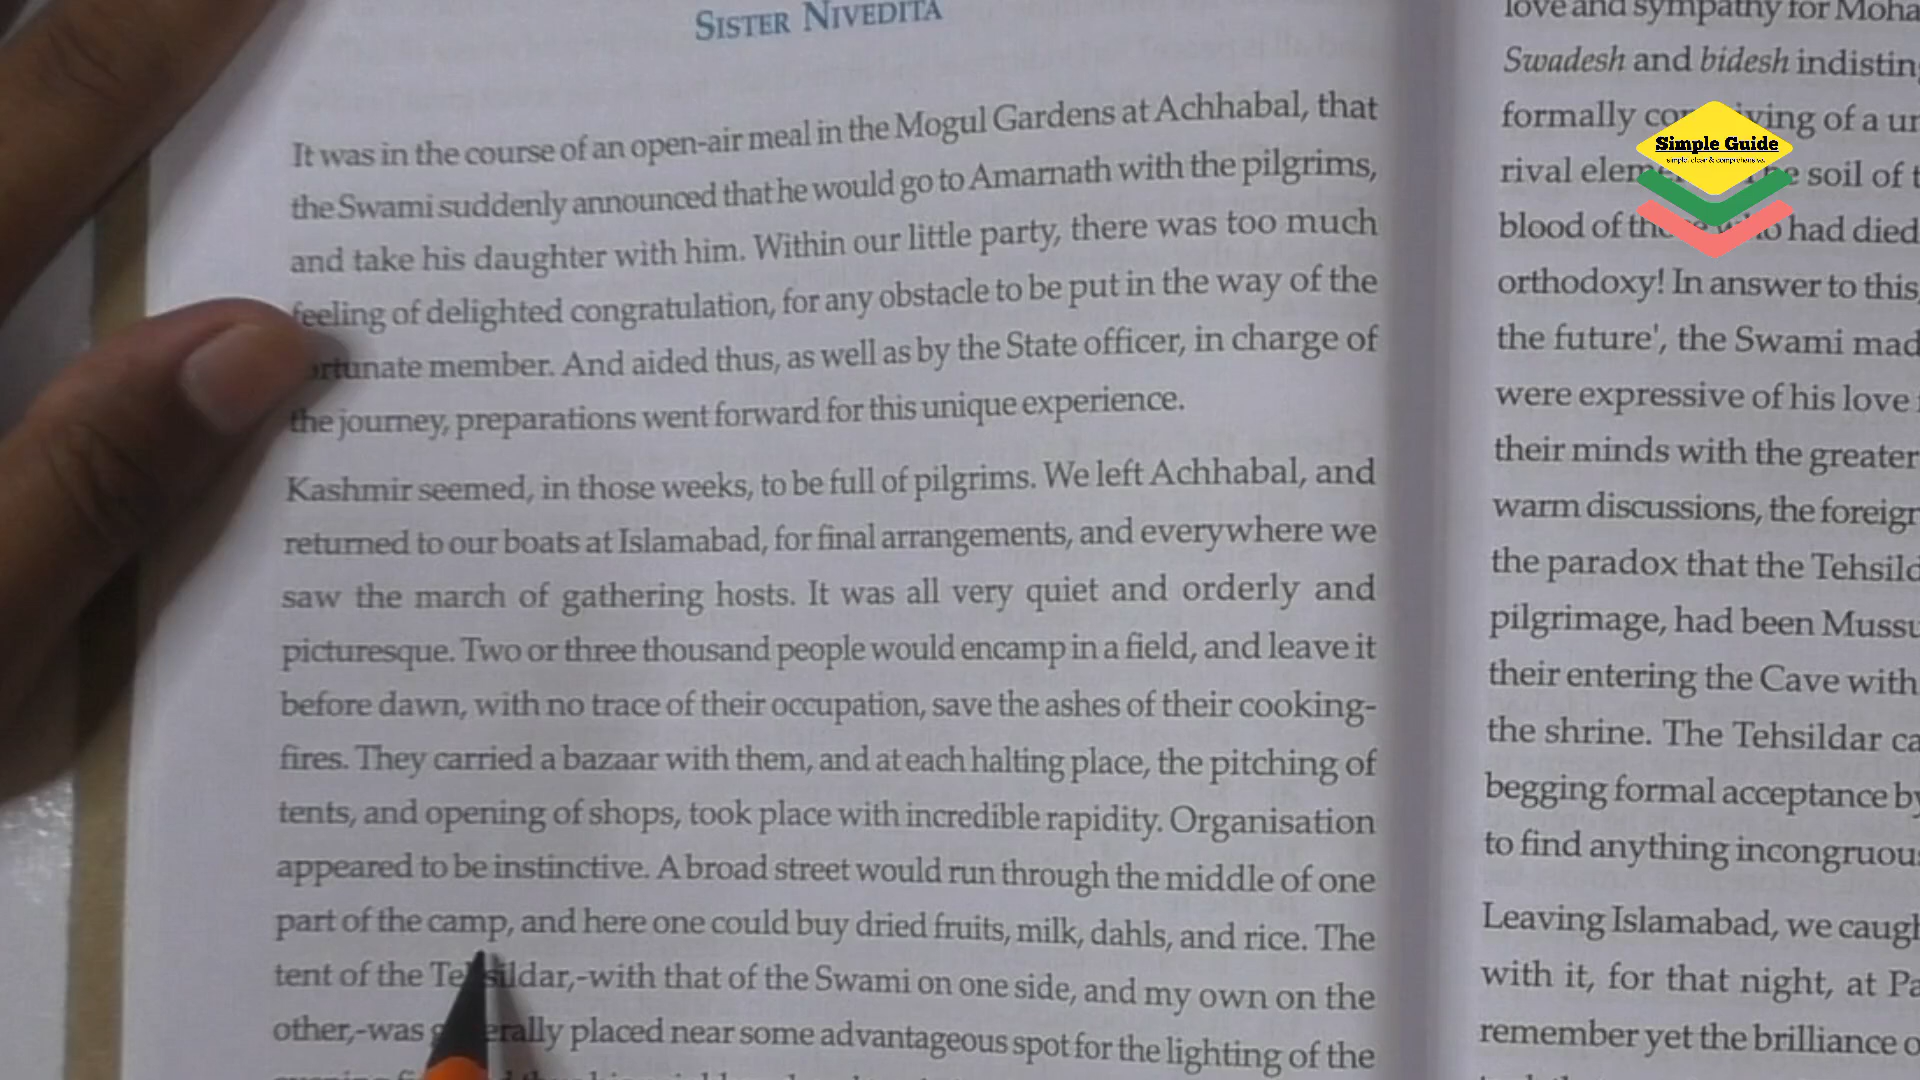 SISTER NIVEDITA
It was in the course of an open-air meal in the Mogul Gardens at Achhabal, that
the Swami suddenly announced that he would go to Amarnath with the pilgrims,
and take his daughter with him. Within our little party, there was too much
feeling of delighted congratulation, for any obstacle to be put in the way of the
member. And aided thus, as well as by the State officer, in charge of
the journey, preparations went forward for this unique experience.
Kashmir seemed, in those weeks, to be full of pilgrims. We left Achhabal, and
returned to our boats at Islamabad, for final arrangements, and everywhere we
saw the march of gathering hosts. It was all very quiet and orderly and
picturesque. Two or three thousand people would encamp in a field, and leave it
before dawn, with no trace of their occupation, save the ashes of their cooking-
fires. They carried a bazaar with them, and at each halting place, the pitching of
tents, and opening of shops, took place with incredible rapidity. Organisation
appeared to be instinctive. A broad street would run through the middle of one
part of the camp, and here one could buy dried fruits, milk, dahls, and rice. The
tent of the Tehsildar,-with that of the Swami on one side, and my own on the
other,-was placed near some advantageous spot for the lighting of the
love and sympathy for
Swadesh and bidesh
formally of a
rival soil of
blood of had died
orthodoxy! In answer to this
the future', the Swami
were expressive of his love
their minds with the greater
warm discussions, the
the paradox that the
pilgrimage, had been
their entering the Cave with
the shrine. The Tehsildar
begging formal acceptance
to find anything
Leaving Islamabad, we
with it, for that night, at
remember yet the brilliance
Simple Guide
simple, clear & comprehensive.